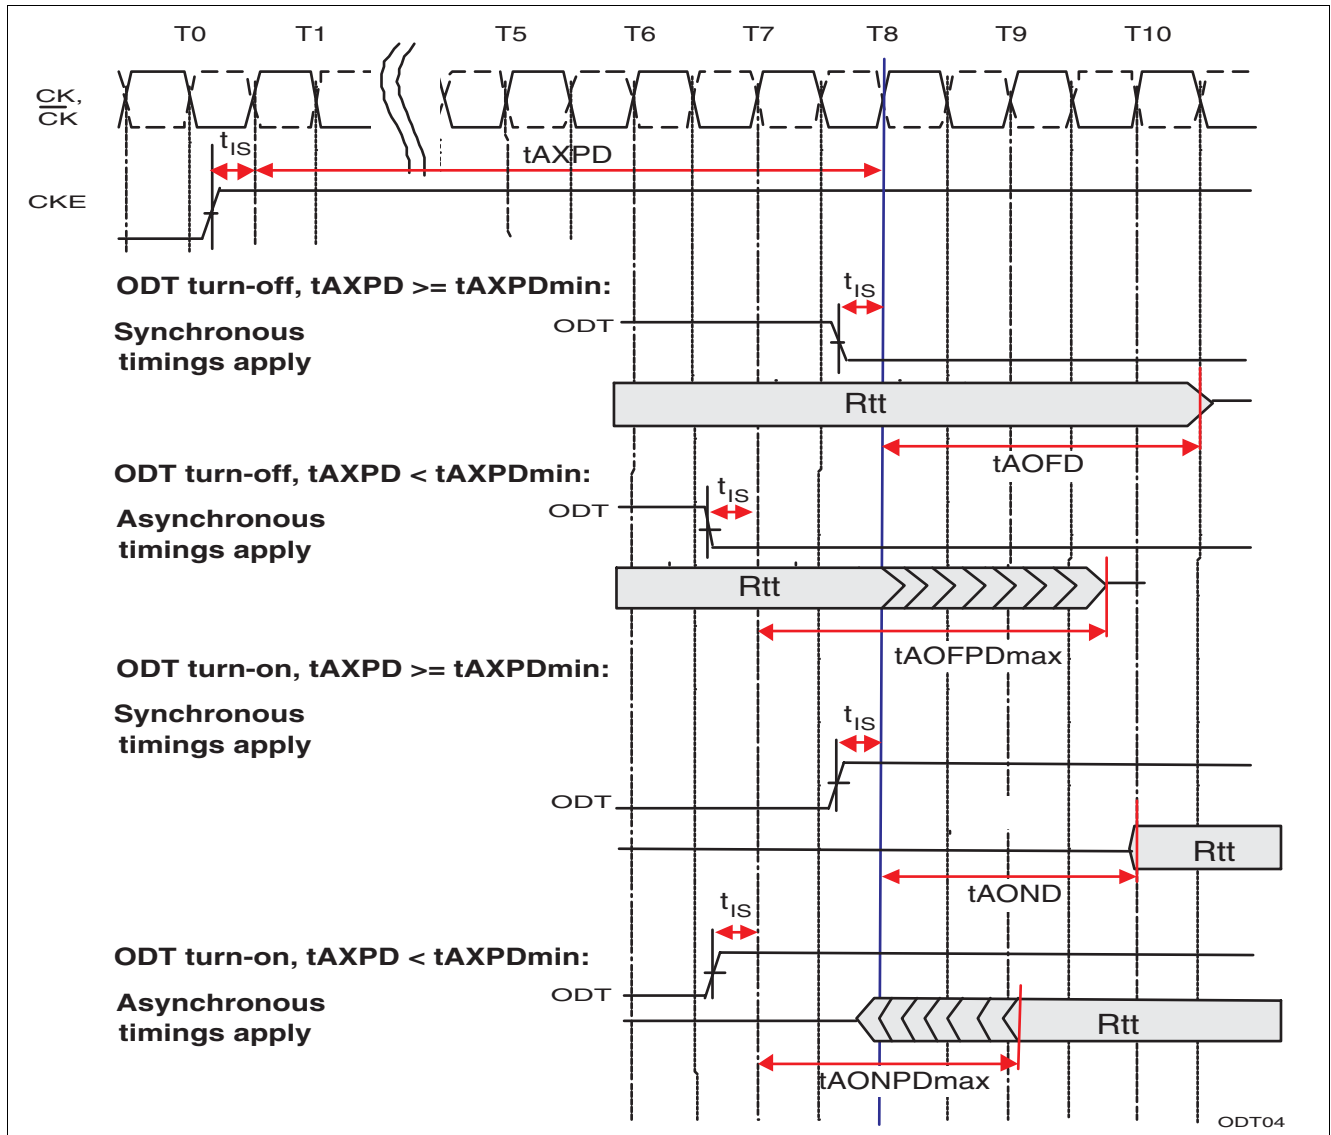 T0 T1 T5 T6 T7 T8 T9 T10
CK,
CK
tIS
tAXPD
CKE
ODT turn-off, tAXPD >= tAXPDmin:
tIS
Synchronous
timings apply
ODT
Rtt
tAOFD
ODT turn-off, tAXPD < tAXPDmin:
tIS
Asynchronous
timings apply
ODT
Rtt
tAOFPDmax
ODT turn-on, tAXPD >= tAXPDmin:
Synchronous
timings apply
tIS
ODT
Rtt
tAOND
tIS
ODT turn-on, tAXPD < tAXPDmin:
Asynchronous
timings apply
ODT
Rtt
tAONPDmax
ODT04